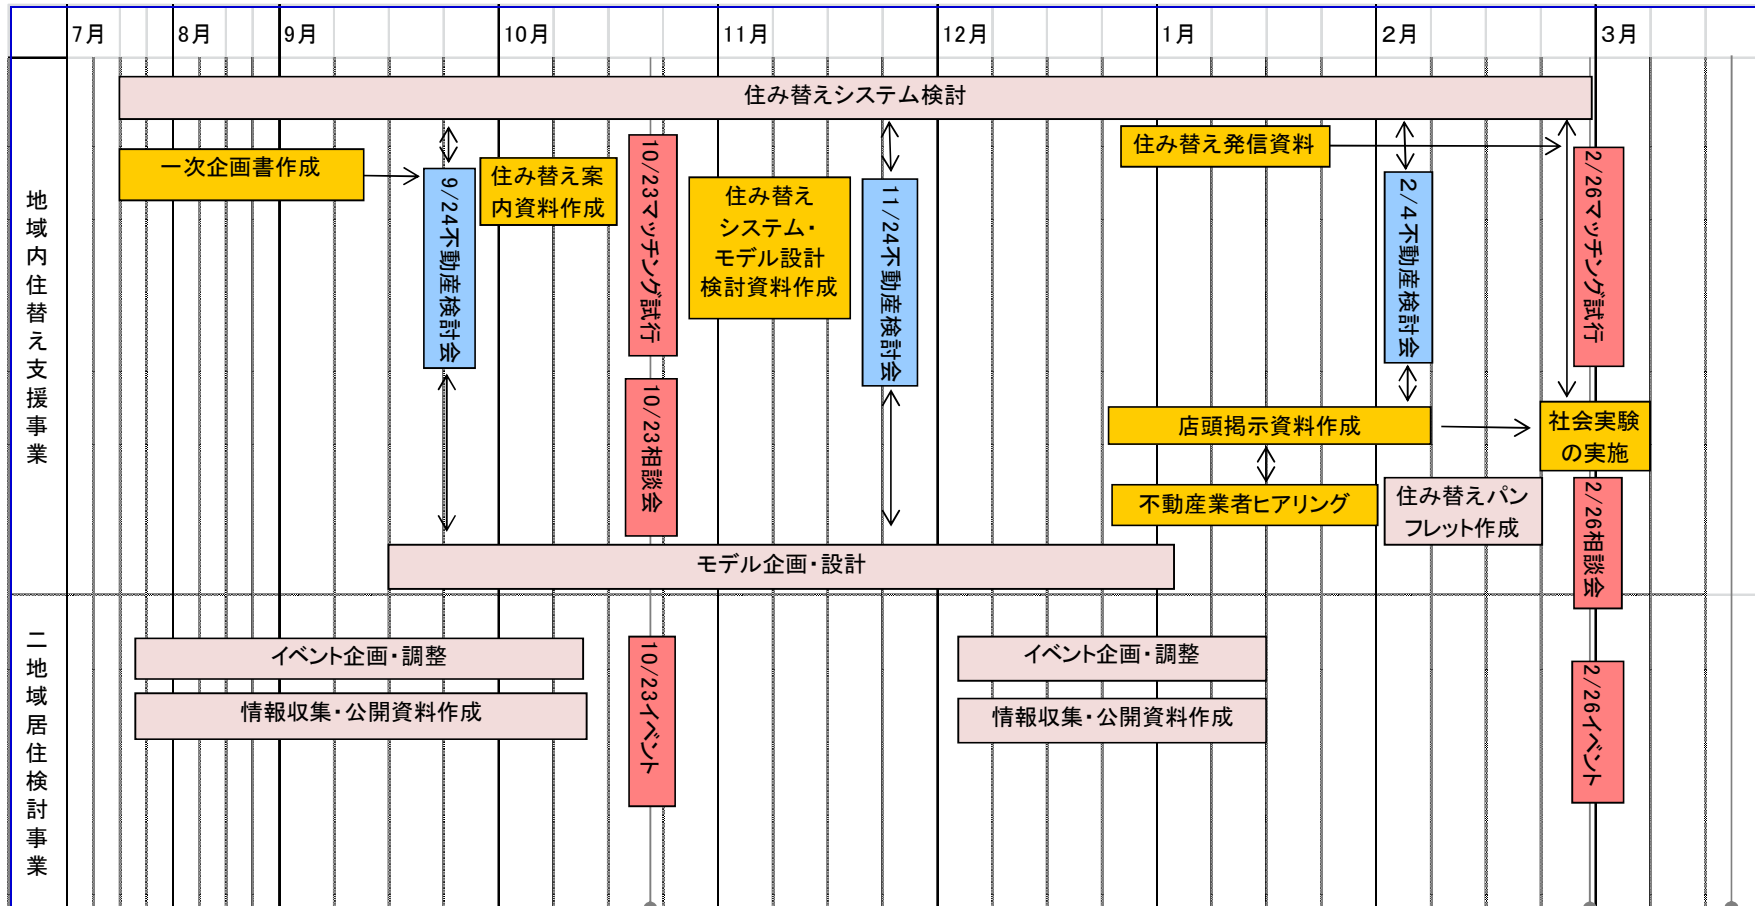 7月
8月
9月
10月
11月
12月
1月
2月
3月
地域内住替え支援事業
住み替えシステム検討
一次企画書作成
9/24不動産検討会
住み替え案
内資料作成
10/23マッチング試行
10/23相談会
住み替え
システム・
モデル設計
検討資料作成
11/24不動産検討会
住み替え発信資料
2/4不動産検討会
2/26マッチング試行
店頭掲示資料作成
社会実験
の実施
不動産業者ヒアリング
住み替えパン
フレット作成
2/26相談会
モデル企画・設計
二地域居住検討事業
イベント企画・調整
情報収集・公開資料作成
10/23イベント
イベント企画・調整
情報収集・公開資料作成
2/26イベント